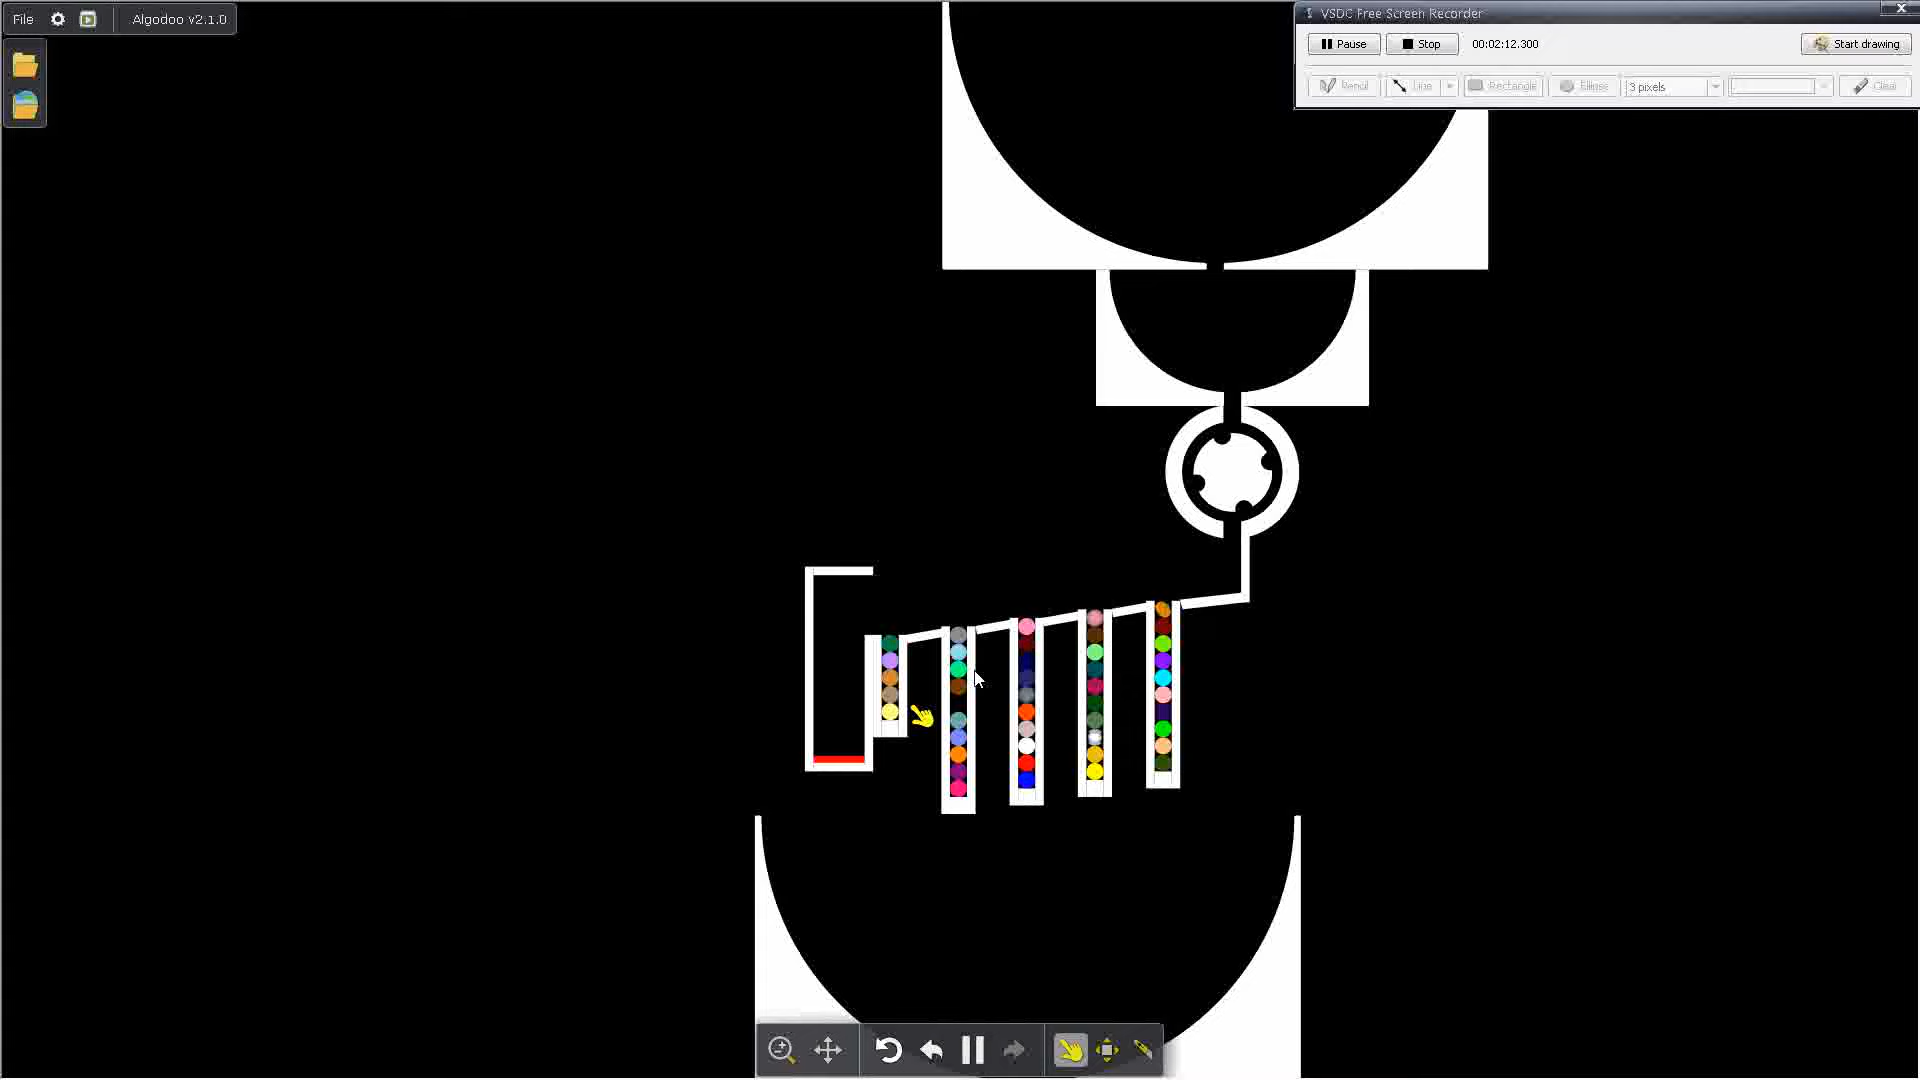 File
Algodoo v2.1.0
VSDC Free Screen Recorder
Pause
Stop
00:02:12.300
Start drawing
Pencil
Line
Rectangle
Ellipse
3 pixels
Clear